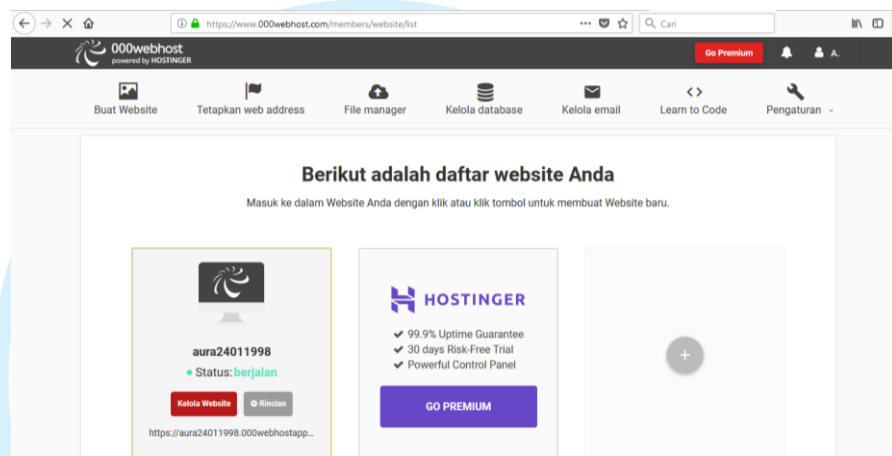 https://www.000webhost.com/members/website/list
Cari
000webhost
powered by HOSTINGER
Go Premium
A.
Buat Website
Tetapkan web address
File manager
Kelola database
Kelola email
Learn to Code
Pengaturan
Berikut adalah daftar website Anda
Masuk ke dalam Website Anda dengan klik atau klik tombol untuk membuat Website baru.
aura24011998
Status: berjalan
Kelola Website
Rincian
https://aura24011998.000webhostapp...
HOSTINGER
99.9% Uptime Guarantee
30 days Risk-Free Trial
Powerful Control Panel
GO PREMIUM